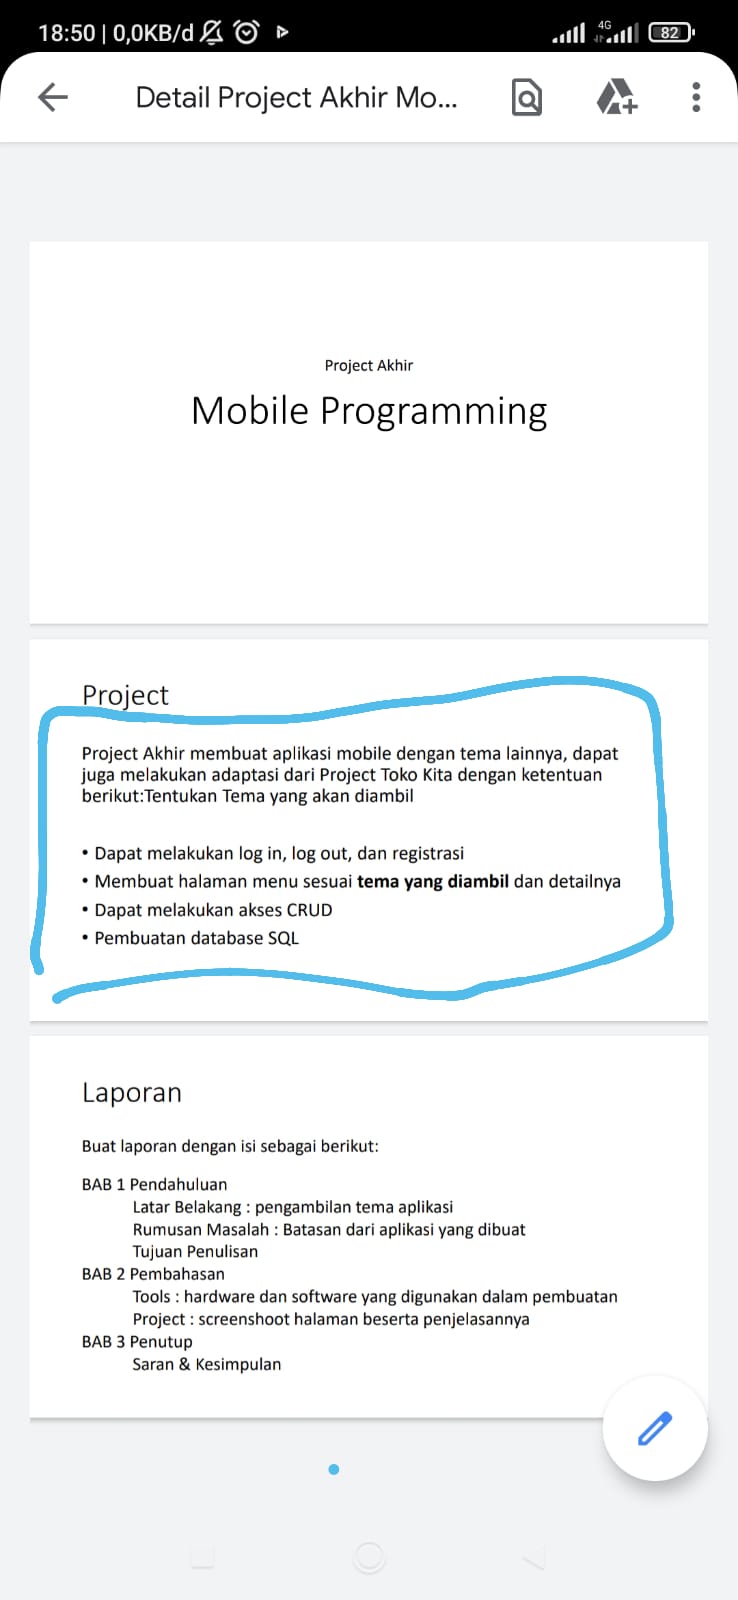 18:50 | 0,0KB/d
4G
82
Detail Project Akhir Mo...
Project Akhir
Mobile Programming
Project
Project Akhir membuat aplikasi mobile dengan tema lainnya, dapat
juga melakukan adaptasi dari Project Toko Kita dengan ketentuan
berikut:Tentukan Tema yang akan diambil
• Dapat melakukan log in, log out, dan registrasi
• Membuat halaman menu sesuai tema yang diambil dan detailnya
• Dapat melakukan akses CRUD
• Pembuatan database SQL
Laporan
Buat laporan dengan isi sebagai berikut:
BAB 1 Pendahuluan
Latar Belakang : pengambilan tema aplikasi
Rumusan Masalah : Batasan dari aplikasi yang dibuat
Tujuan Penulisan
BAB 2 Pembahasan
Tools : hardware dan software yang digunakan dalam pembuatan
Project : screenshoot halaman beserta penjelasannya
BAB 3 Penutup
Saran & Kesimpulan